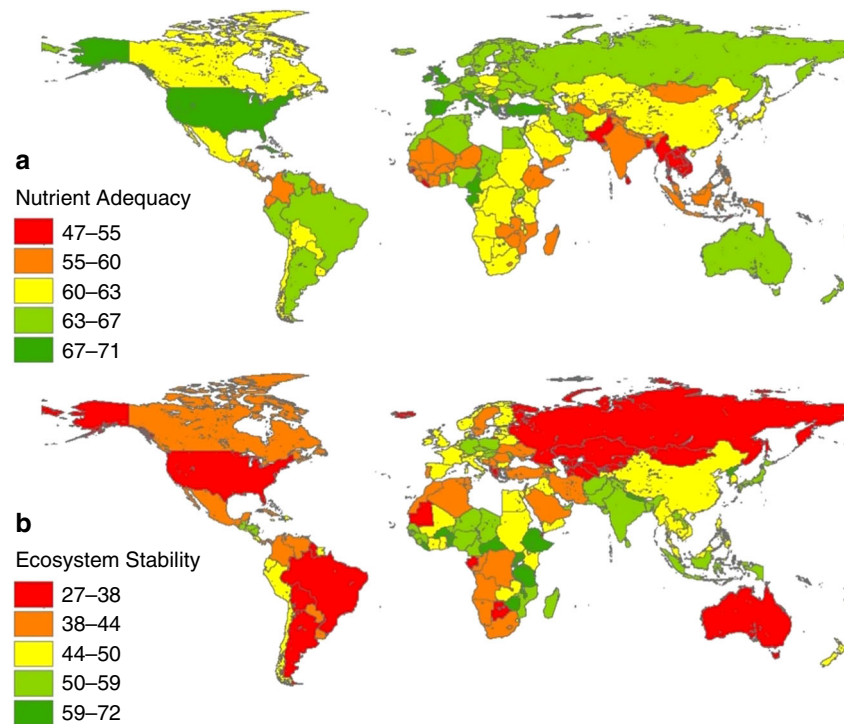 a
Nutrient Adequacy
47–55
55–60
60–63
63–67
67–71
b
Ecosystem Stability
27–38
38–44
44–50
50–59
59–72